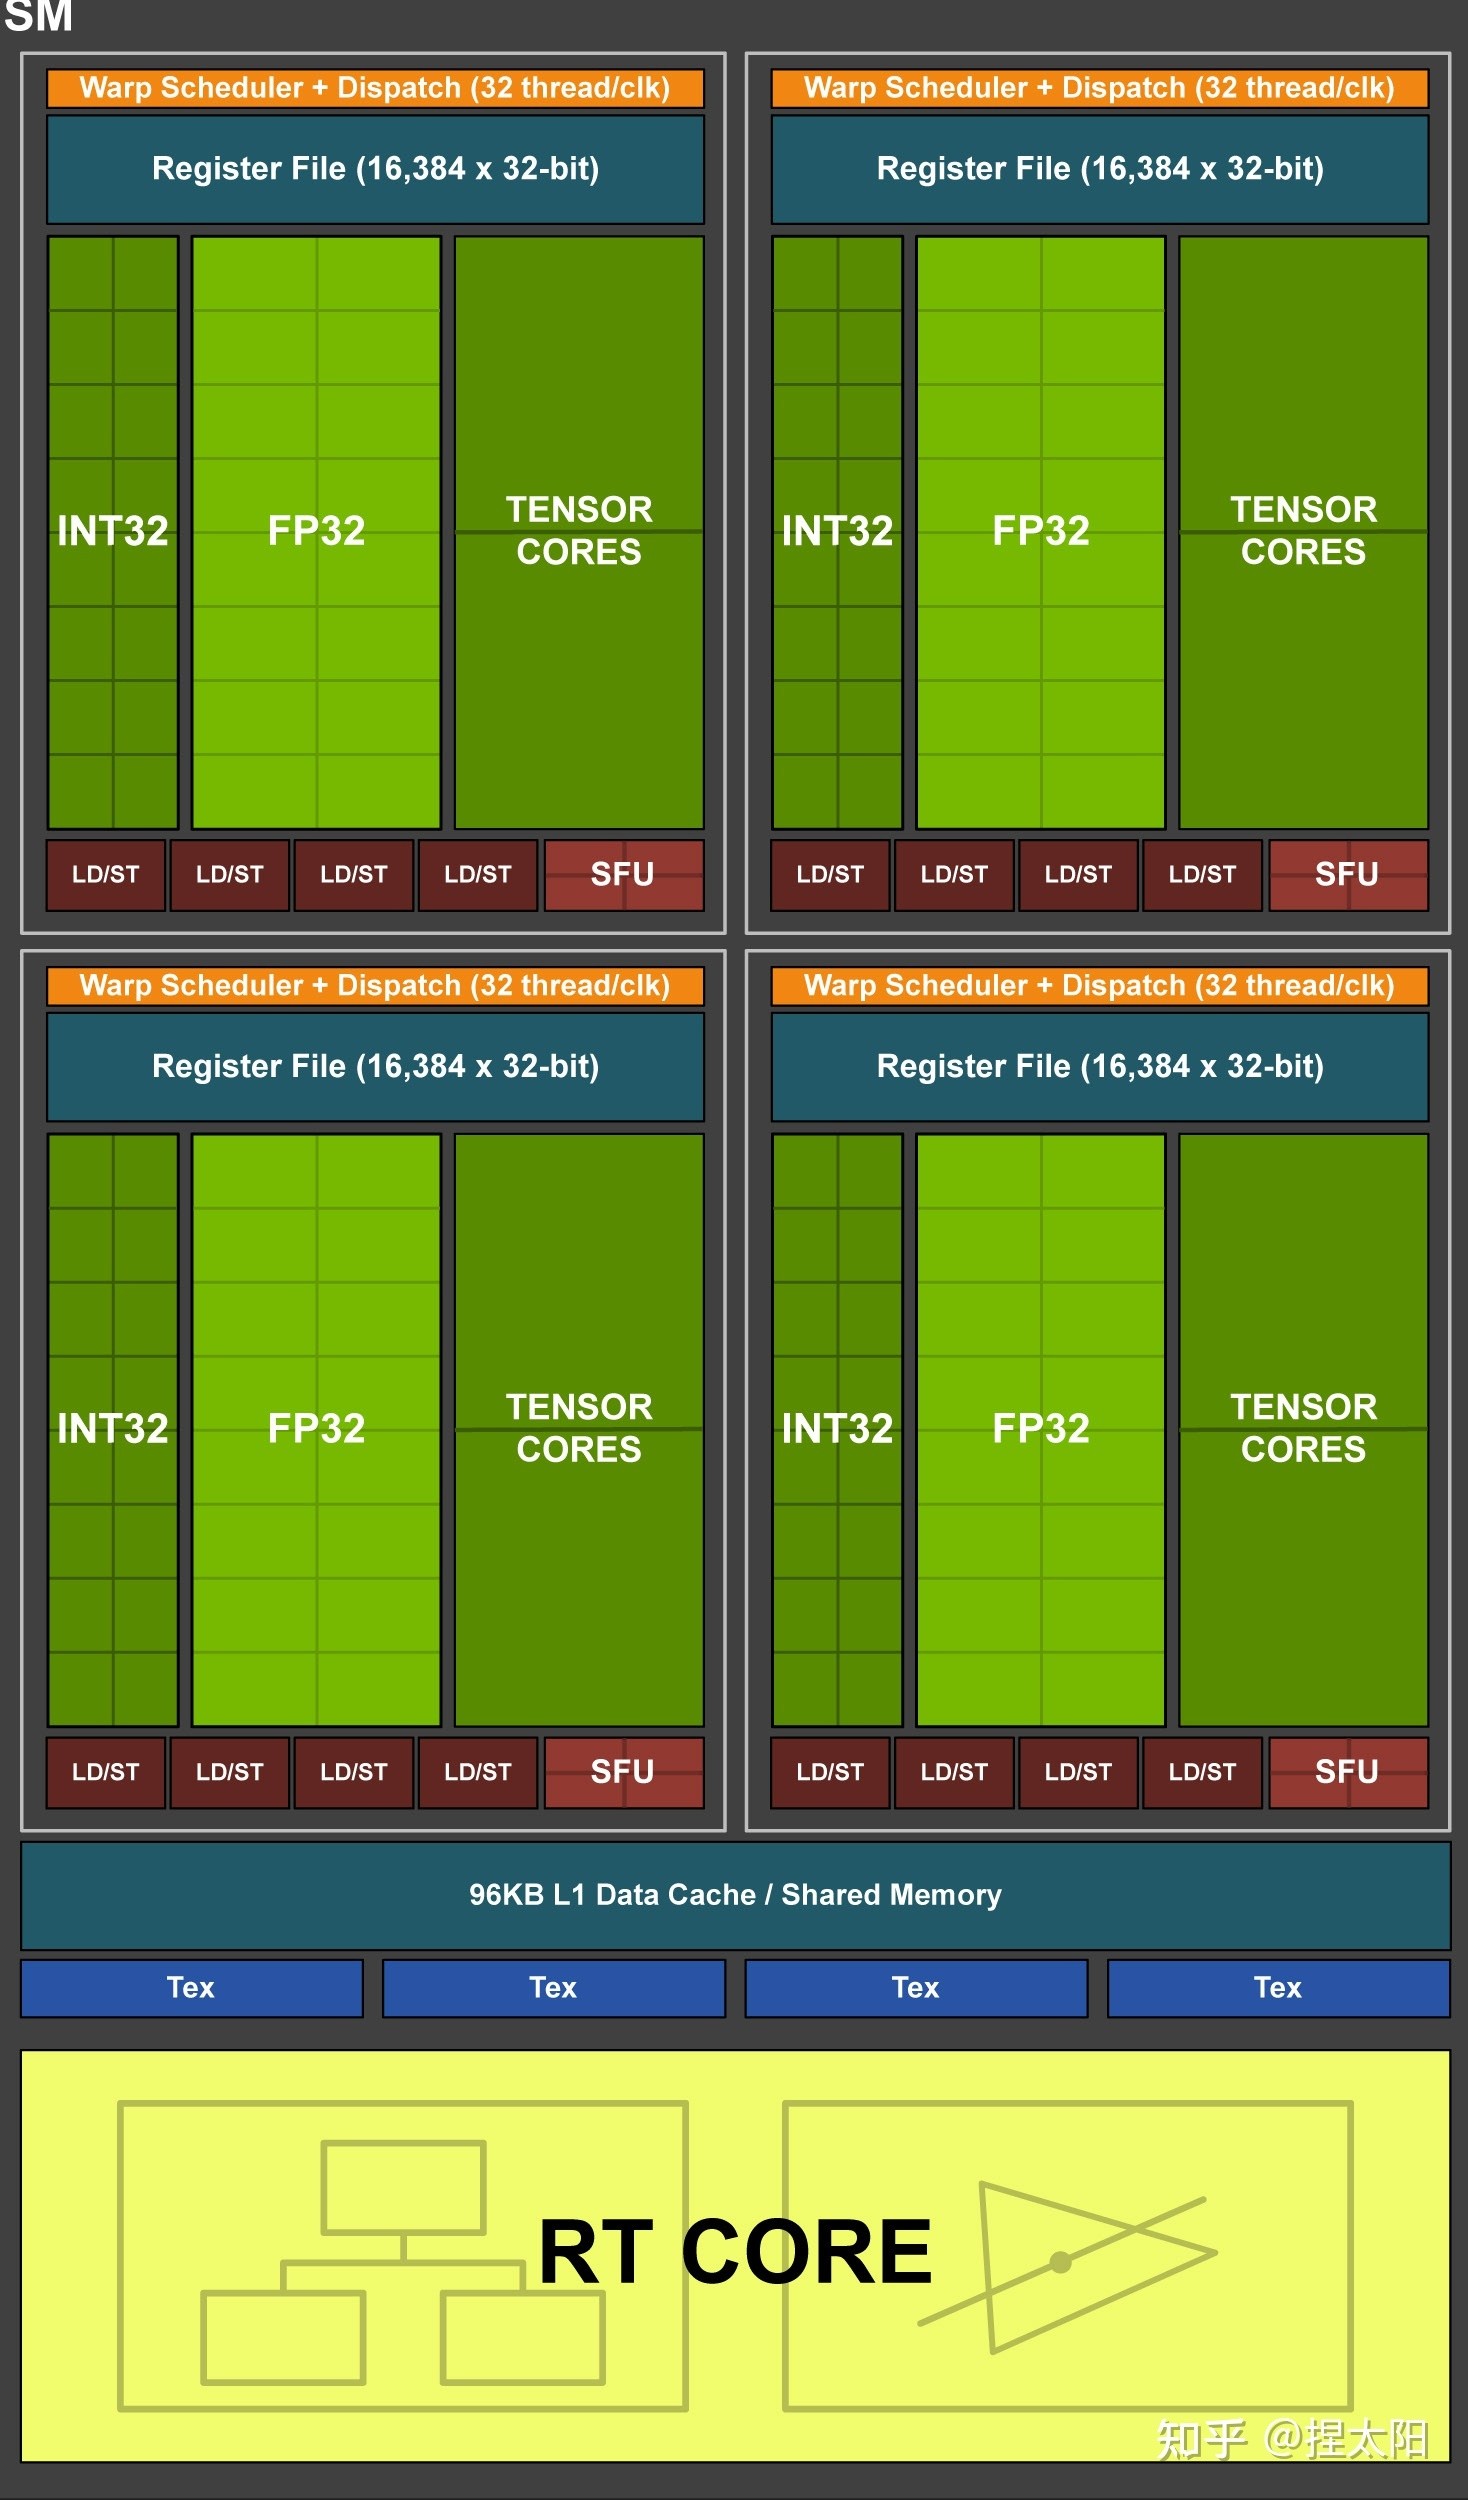 SM
Warp Scheduler + Dispatch (32 thread/clk)
Register File (16,384 x 32-bit)
INT32
FP32
TENSOR
CORES
LD/ST
LD/ST
LD/ST
LD/ST
SFU
Warp Scheduler + Dispatch (32 thread/clk)
Register File (16,384 x 32-bit)
INT32
FP32
TENSOR
CORES
LD/ST
LD/ST
LD/ST
LD/ST
SFU
Warp Scheduler + Dispatch (32 thread/clk)
Register File (16,384 x 32-bit)
INT32
FP32
TENSOR
CORES
LD/ST
LD/ST
LD/ST
LD/ST
SFU
Warp Scheduler + Dispatch (32 thread/clk)
Register File (16,384 x 32-bit)
INT32
FP32
TENSOR
CORES
LD/ST
LD/ST
LD/ST
LD/ST
SFU
96KB L1 Data Cache / Shared Memory
Tex
Tex
Tex
Tex
RT CORE
知乎 @捏太阳